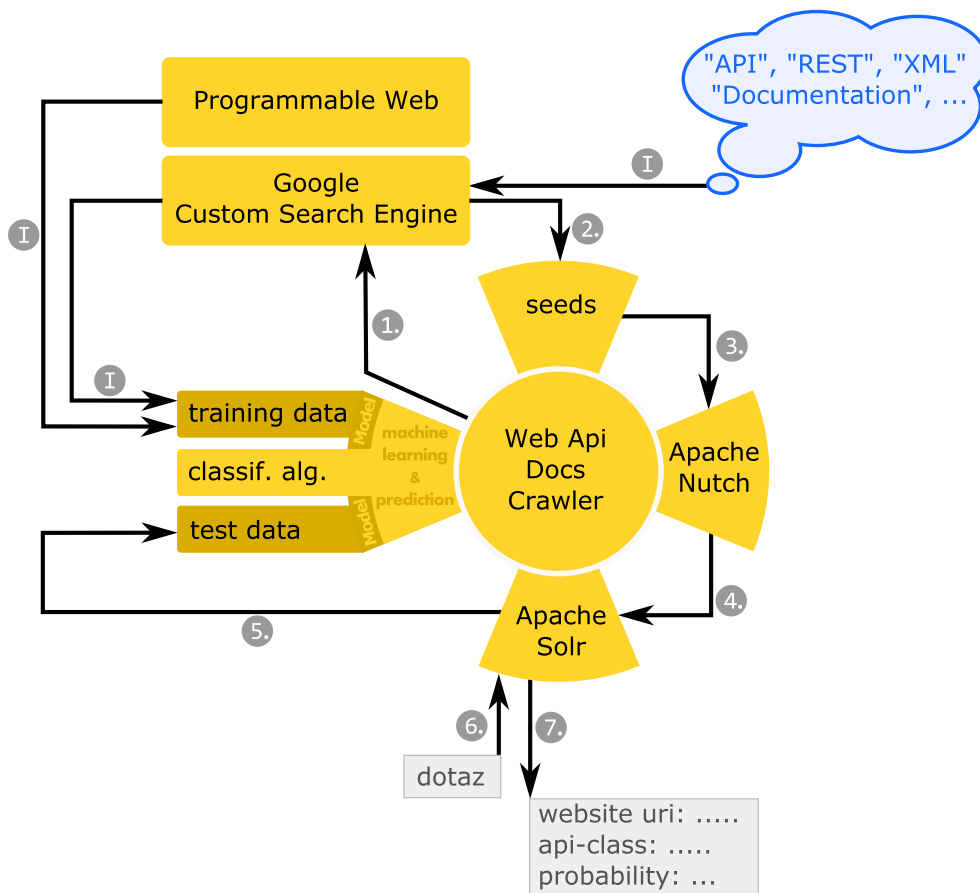 "API", "REST", "XML"
"Documentation", ...
Programmable Web
I
Google
Custom Search Engine
I
2.
seeds
1.
3.
I
training data
Model
machine
learning
&
prediction
classif. alg.
Model
test data
Web Api
Docs
Crawler
Apache
Nutch
4.
Apache
Solr
5.
6.
7.
dotaz
website uri: .....
api-class: .....
probability: ...